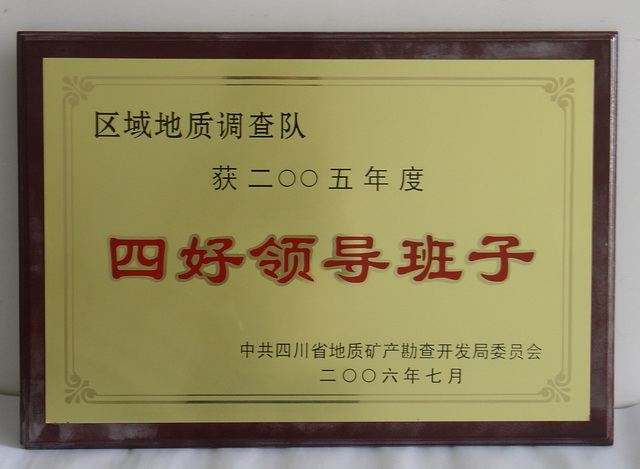 区域地质调查队
获二〇〇五年度
四好领导班子
中共四川省地质矿产勘查开发局委员会
二〇〇六年七月